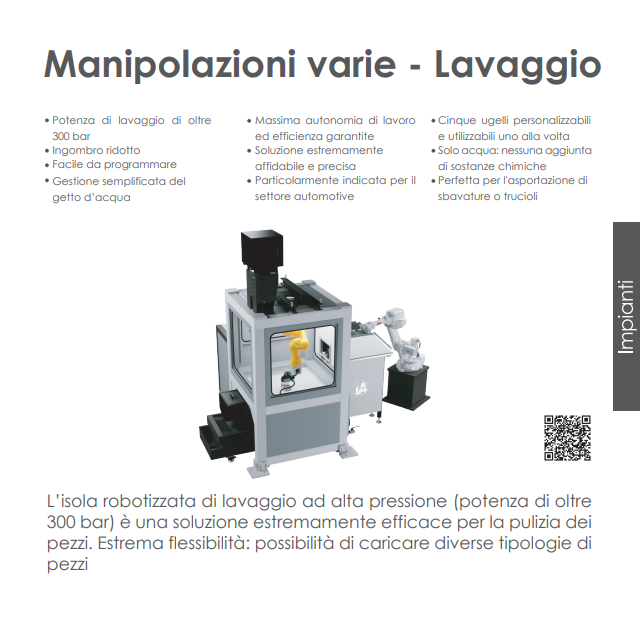 Manipolazioni varie - Lavaggio
• Potenza di lavaggio di oltre
300 bar
• Ingombro ridotto
• Facile da programmare
• Gestione semplificata del
getto d'acqua
• Massima autonomia di lavoro
ed efficienza garantite
• Soluzione estremamente
affidabile e precisa
• Particolarmente indicata per il
settore automotive
• Cinque ugelli personalizzabili
e utilizzabili uno alla volta
• Solo acqua: nessuna aggiunta
di sostanze chimiche
• Perfetta per l'asportazione di
sbavature o trucioli
Impianti
iA
L'isola robotizzata di lavaggio ad alta pressione (potenza di oltre
300 bar) è una soluzione estremamente efficace per la pulizia dei
pezzi. Estrema flessibilità: possibilità di caricare diverse tipologie di
pezzi